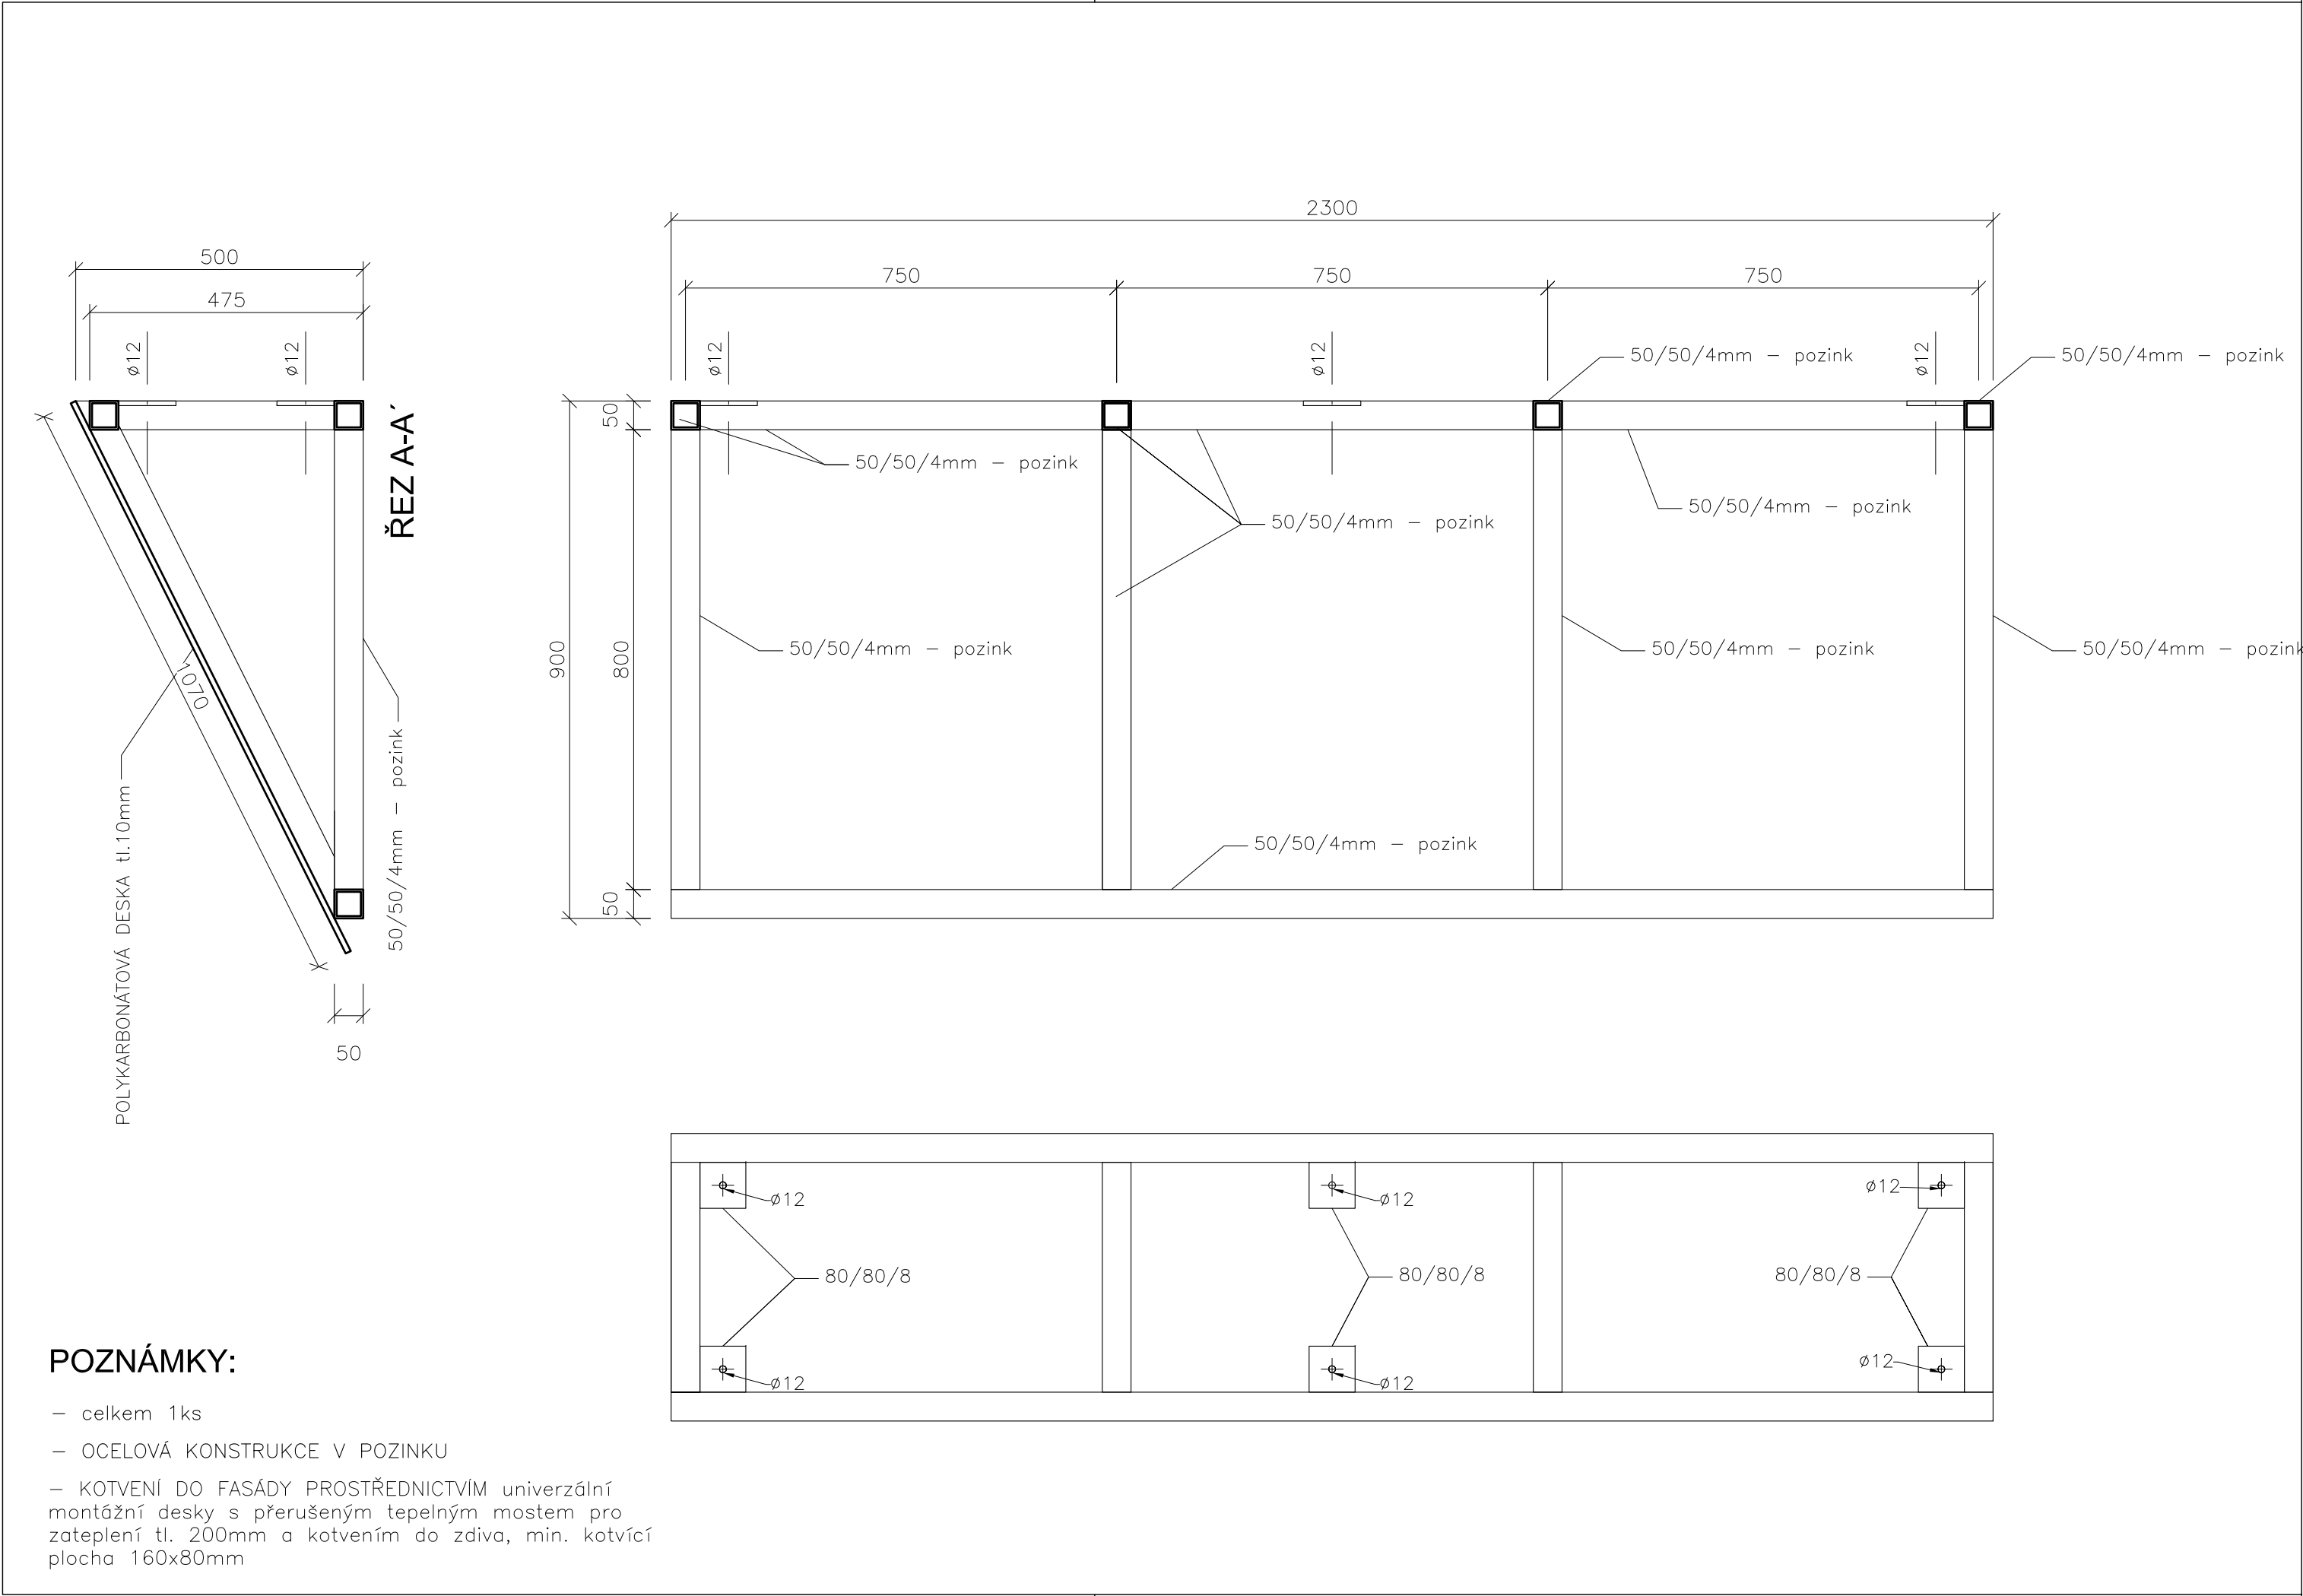 2300
500
750
750
750
475
ø12
ø12
ø12
ø12
ø12
50/50/4mm – pozink
50/50/4mm – pozink
50
ŘEZ A-A´
50/50/4mm – pozink
50/50/4mm – pozink
50/50/4mm – pozink
900
800
50/50/4mm – pozink
50/50/4mm – pozink
50/50/4mm – pozink
1070
50/50/4mm – pozink
50/50/4mm – pozink
POLYKARBONÁTOVÁ DESKA tl.10mm
50
50
ø12
ø12
ø12
80/80/8
80/80/8
80/80/8
ø12
ø12
ø12
POZNÁMKY:
– celkem 1ks
– OCELOVÁ KONSTRUKCE V POZINKU
– KOTVENÍ DO FASÁDY PROSTŘEDNICTVÍM univerzální
montážní desky s přerušeným tepelným mostem pro
zateplení tl. 200mm a kotvením do zdiva, min. kotvící
plocha 160x80mm